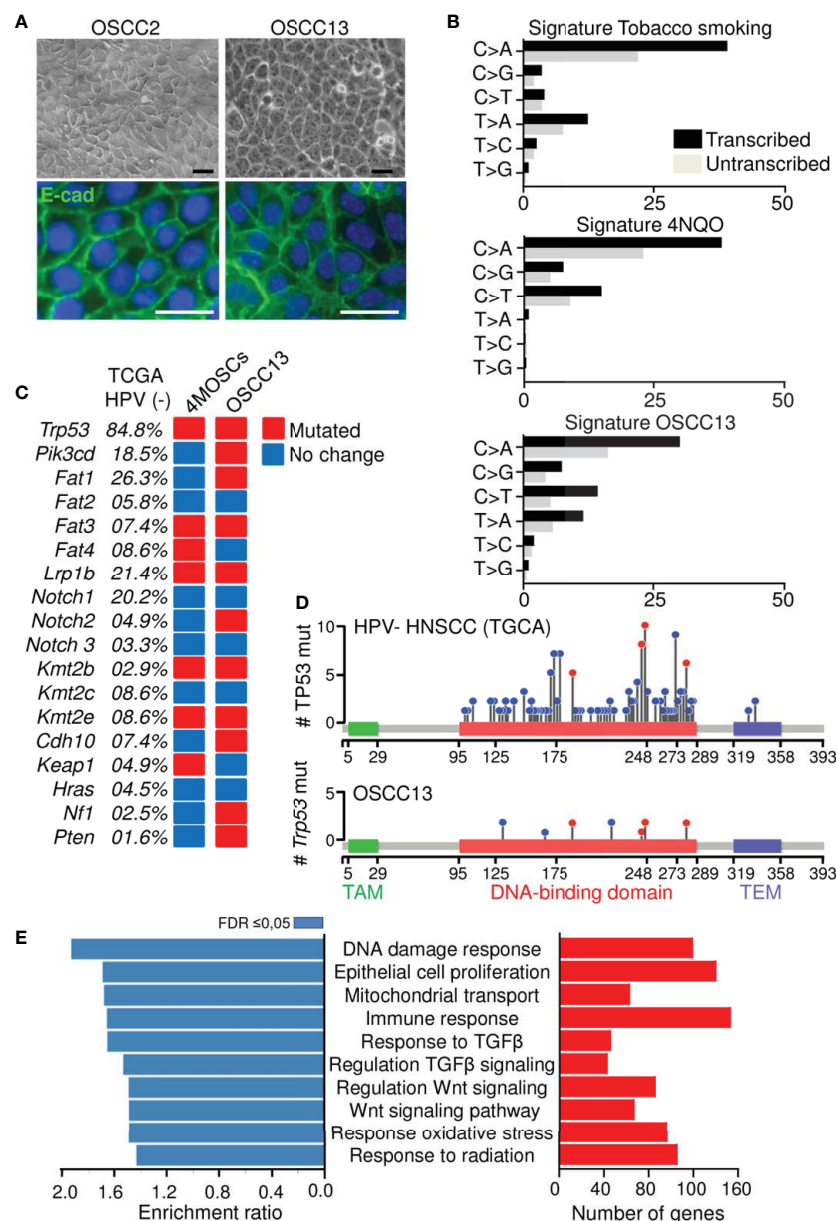 A
OSCC2 OSCC13
E-cad
B
Signature Tobacco smoking
C>A
C>G
C>T
T>A
T>C
T>G
Transcribed
Untranscribed
0 25 50
Signature 4NQO
C>A
C>G
C>T
T>A
T>C
T>G
0 25 50
Signature OSCC13
C>A
C>G
C>T
T>A
T>C
T>G
0 25 50
C
TCGA
HPV (-) 4MOSCs OSCC13
Trp53 84.8%
Pik3cd 18.5%
Fat1 26.3%
Fat2 05.8%
Fat3 07.4%
Fat4 08.6%
Lrp1b 21.4%
Notch1 20.2%
Notch2 04.9%
Notch 3 03.3%
Kmt2b 02.9%
Kmt2c 08.6%
Kmt2e 08.6%
Cdh10 07.4%
Keap1 04.9%
Hras 04.5%
Nf1 02.5%
Pten 01.6%
Mutated
No change
D
HPV- HNSCC (TGCA)
# TP53 mut
10
5
0
5 29 95 125 175 248 273 289 319 358 393
OSCC13
# Trp53 mut
5
0
5 29 95 125 175 248 273 289 319 358 393
TAM DNA-binding domain TEM
E
FDR ≤0,05
DNA damage response
Epithelial cell proliferation
Mitochondrial transport
Immune response
Response to TGFβ
Regulation TGFβ signaling
Regulation Wnt signaling
Wnt signaling pathway
Response oxidative stress
Response to radiation
2.0 1.6 1.2 0.8 0.4 0.0
Enrichment ratio
0 40 80 120 160
Number of genes